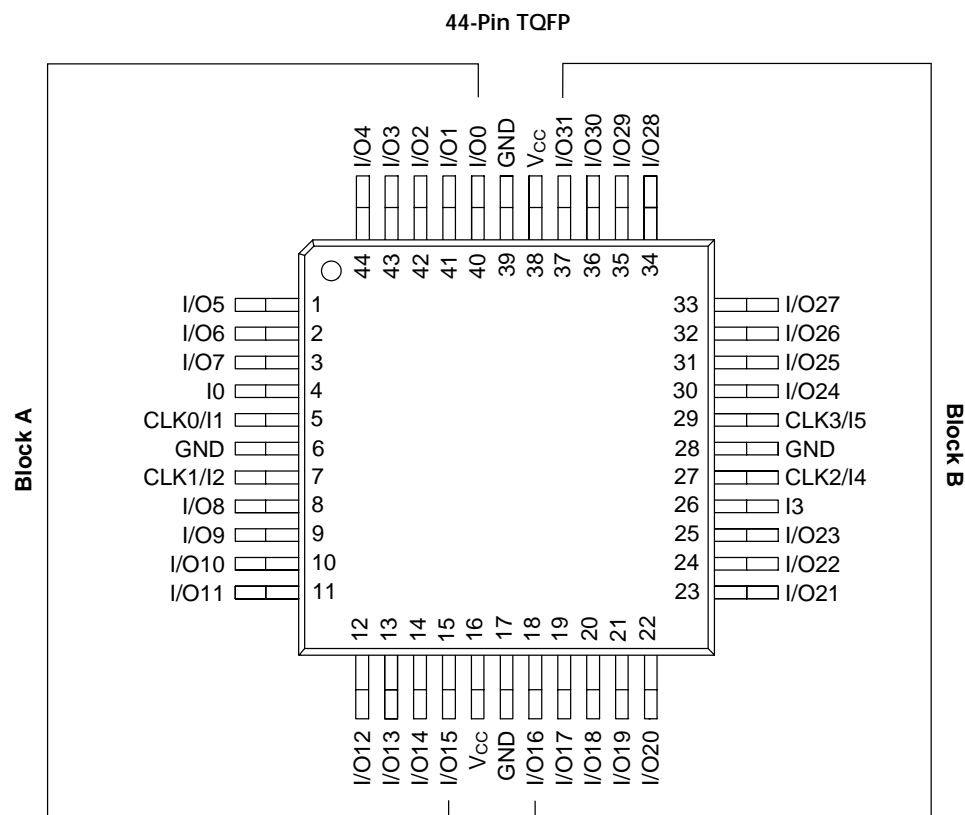 44-Pin TQFP
I/O4 I/O3 I/O2 I/O1 I/O0 GND VCC I/O31 I/O30 I/O29 I/O28
44 43 42 41 40 39 38 37 36 35 34
I/O5 1 33 I/O27
I/O6 2 32 I/O26
I/O7 3 31 I/O25
I0 4 30 I/O24
CLK0/I1 5 29 CLK3/I5
GND 6 28 GND
CLK1/I2 7 27 CLK2/I4
I/O8 8 26 I3
I/O9 9 25 I/O23
I/O10 10 24 I/O22
I/O11 11 23 I/O21
Block A
Block B
12 13 14 15 16 17 18 19 20 21 22
I/O12 I/O13 I/O14 I/O15 VCC GND I/O16 I/O17 I/O18 I/O19 I/O20